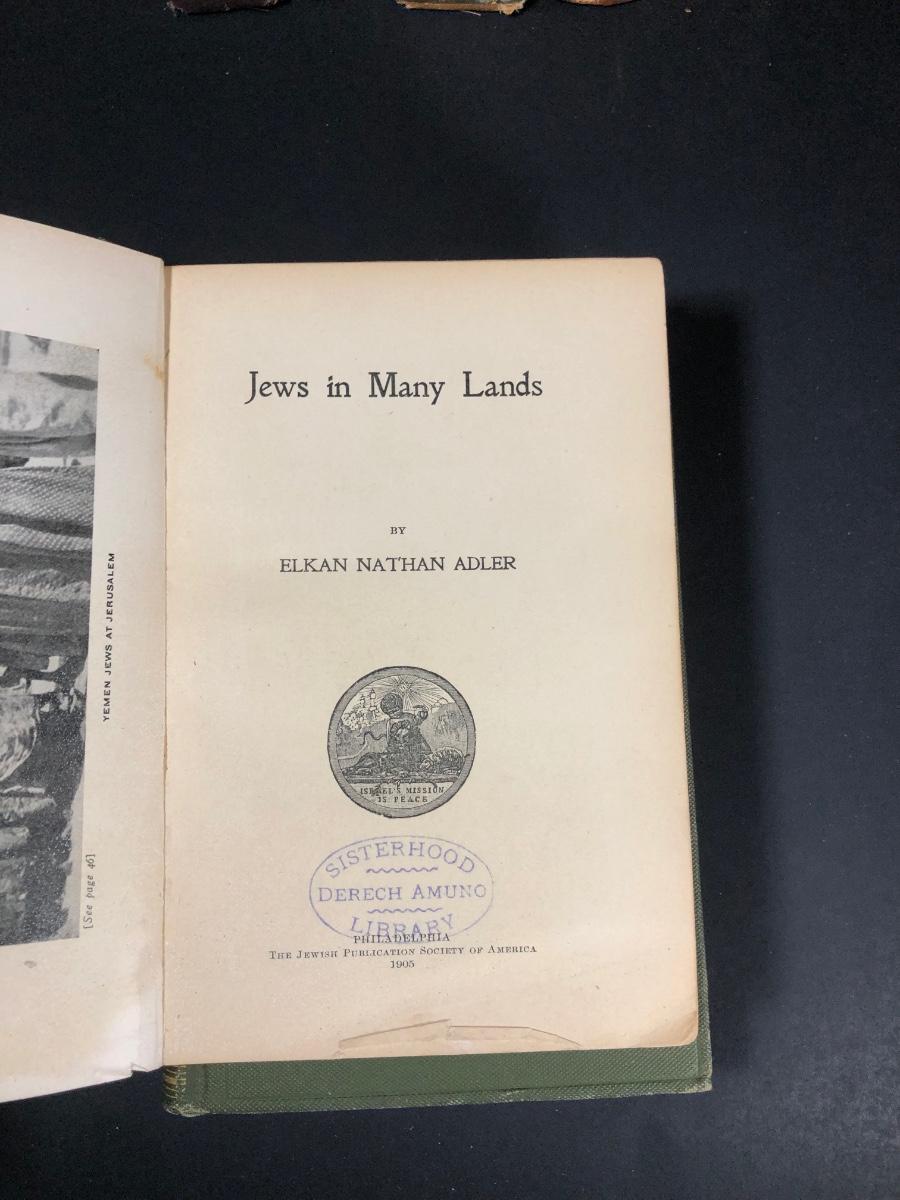 YEMEN JEWS AT JERUSALEM
[See page 46]
Jews in Many Lands
BY
ELKAN NATHAN ADLER
ISRAEL'S MISSION
IS PEACE
SISTERHOOD
DERECH AMUNO
LIBRARY
PHILADELPHIA
THE JEWISH PUBLICATION SOCIETY OF AMERICA
1905